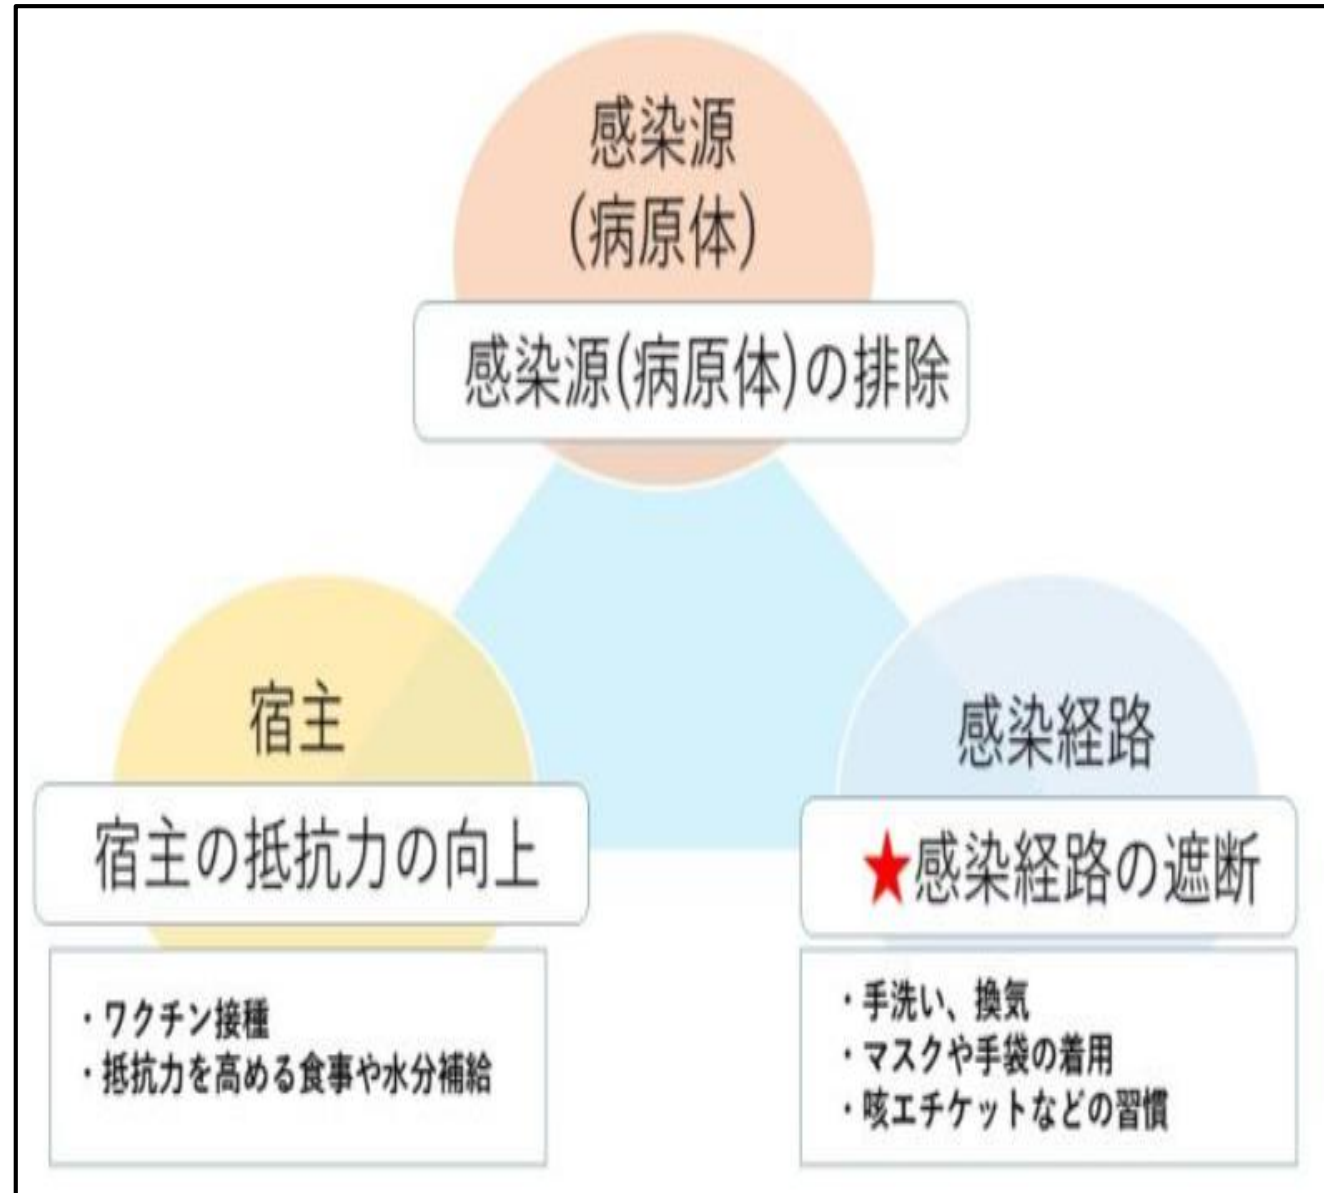 感染源
(病原体)
感染源(病原体)の排除
宿主
宿主の抵抗力の向上
・ワクチン接種
・抵抗力を高める食事や水分補給
感染経路
★感染経路の遮断
・手洗い、換気
・マスクや手袋の着用
・咳エチケットなどの習慣